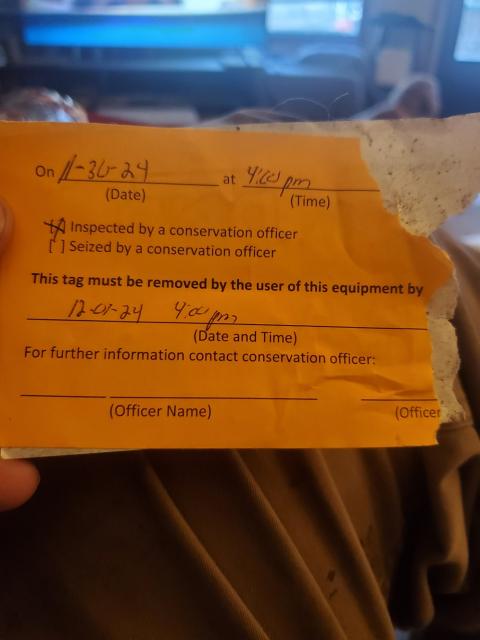 On 11-30-24 at 4:00 pm
(Date) (Time)
[X] Inspected by a conservation officer
[ ] Seized by a conservation officer
This tag must be removed by the user of this equipment by
12-01-24 4:00 pm
(Date and Time)
For further information contact conservation officer:
(Officer Name) (Officer